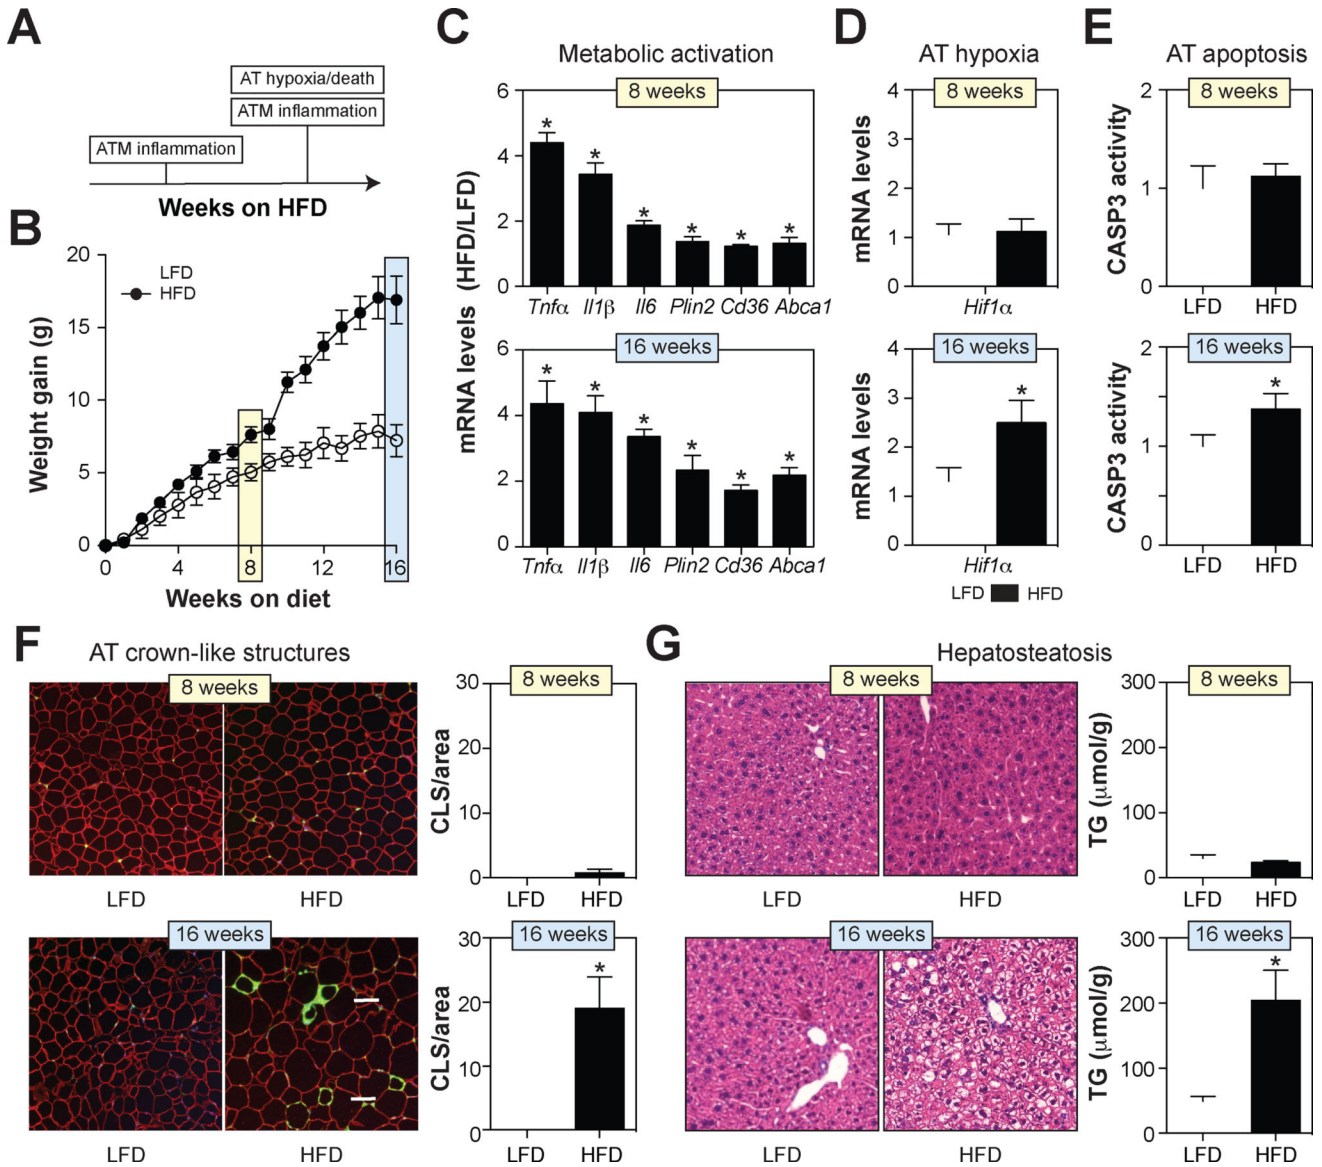 A
AT hypoxia/death
ATM inflammation
ATM inflammation
Weeks on HFD
B
Weight gain (g)
20
15
10
5
0
LFD
HFD
0 4 8 12 16
Weeks on diet
C
Metabolic activation
mRNA levels (HFD/LFD)
8 weeks
6
4
2
0
* * * * * *
Tnfα Il1β Il6 Plin2 Cd36 Abca1
16 weeks
6
4
2
0
* * * * * *
Tnfα Il1β Il6 Plin2 Cd36 Abca1
D
AT hypoxia
8 weeks
mRNA levels
4
3
2
1
0
Hif1α
16 weeks
mRNA levels
4
3
2
1
0
*
Hif1α
LFD HFD
E
AT apoptosis
8 weeks
CASP3 activity
2
1
0
LFD HFD
16 weeks
CASP3 activity
2
1
0
*
LFD HFD
F
AT crown-like structures
8 weeks
LFD HFD
8 weeks
CLS/area
30
20
10
0
LFD HFD
16 weeks
LFD HFD
16 weeks
CLS/area
30
20
10
0
*
LFD HFD
G
Hepatosteatosis
8 weeks
LFD HFD
8 weeks
TG (μmol/g)
300
200
100
0
LFD HFD
16 weeks
LFD HFD
16 weeks
TG (μmol/g)
300
200
100
0
*
LFD HFD